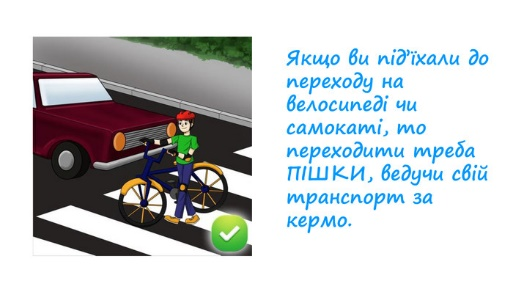 Якщо ви під’їхали до
переходу на
велосипеді чи
самокаті, то
переходити треба
ПІШКИ, ведучи свій
транспорт за
кермо.